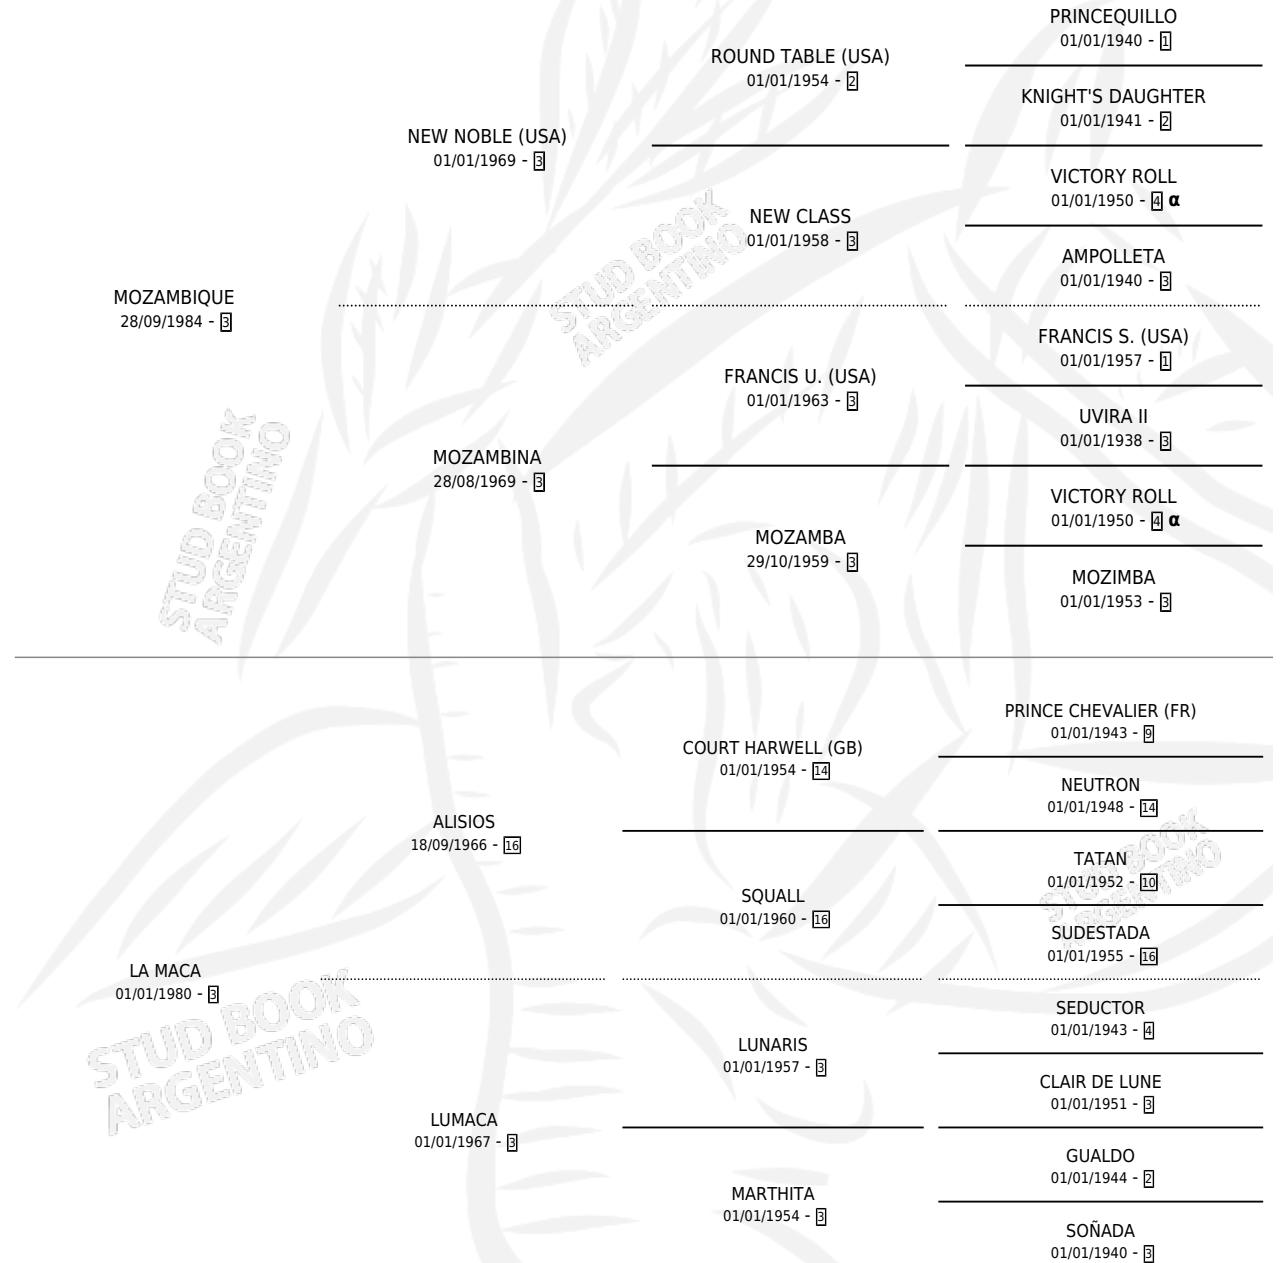 MOZAMBIQUE
28/09/1984 - 3
NEW NOBLE (USA)
01/01/1969 - 3
ROUND TABLE (USA)
01/01/1954 - 2
PRINCEQUILLO
01/01/1940 - 1
KNIGHT'S DAUGHTER
01/01/1941 - 2
NEW CLASS
01/01/1958 - 3
VICTORY ROLL
01/01/1950 - 4 α
AMPOLLETA
01/01/1940 - 3
MOZAMBINA
28/08/1969 - 3
FRANCIS U. (USA)
01/01/1963 - 3
FRANCIS S. (USA)
01/01/1957 - 1
UVIRA II
01/01/1938 - 3
MOZAMBA
29/10/1959 - 3
VICTORY ROLL
01/01/1950 - 4 α
MOZIMBA
01/01/1953 - 3
LA MACA
01/01/1980 - 3
ALISIOS
18/09/1966 - 16
COURT HARWELL (GB)
01/01/1954 - 14
PRINCE CHEVALIER (FR)
01/01/1943 - 9
NEUTRON
01/01/1948 - 14
SQUALL
01/01/1960 - 16
TATAN
01/01/1952 - 10
SUDESTADA
01/01/1955 - 16
LUMACA
01/01/1967 - 3
LUNARIS
01/01/1957 - 3
SEDUCTOR
01/01/1943 - 4
CLAIR DE LUNE
01/01/1951 - 3
MARTHITA
01/01/1954 - 3
GUALDO
01/01/1944 - 2
SOÑADA
01/01/1940 - 3
STUD BOOK
ARGENTINO
STUD BOOK
ARGENTINO
STUD BOOK
ARGENTINO
STUD BOOK
ARGENTINO